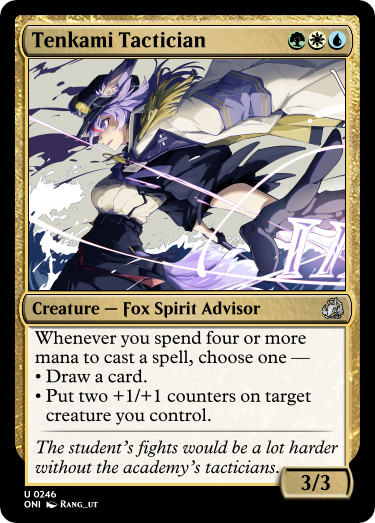 Tenkami Tactician
Creature — Fox Spirit Advisor
Whenever you spend four or more
mana to cast a spell, choose one —
• Draw a card.
• Put two +1/+1 counters on target
creature you control.
The student's fights would be a lot harder
without the academy's tacticians.
3/3
U 0246
ONI RANG_UT